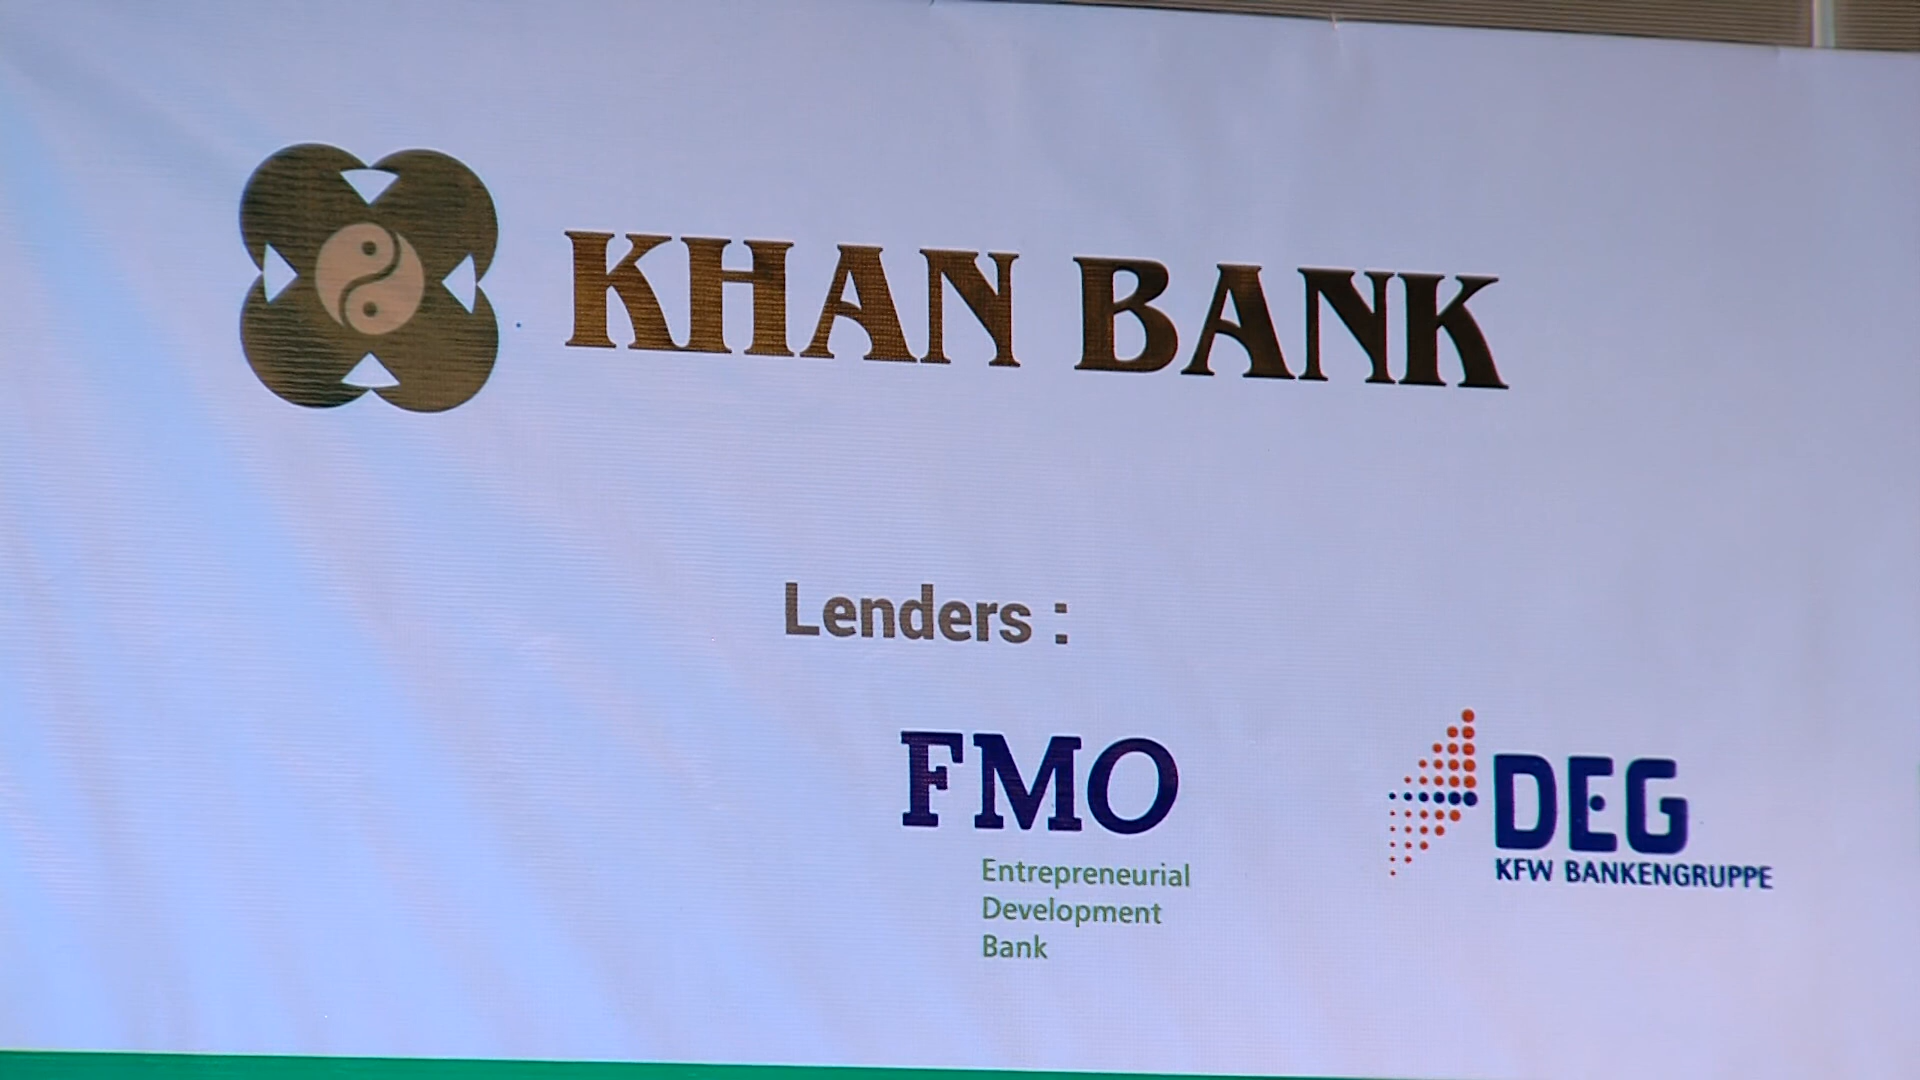 KHAN BANK
Lenders :
FMO
Entrepreneurial
Development
Bank
DEG
KFW BANKENGRUPPE